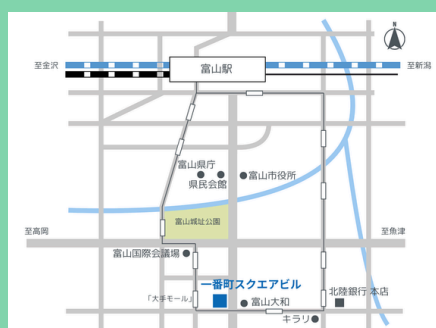 N
至金沢
富山駅
至新潟
富山県庁
県民会館
富山市役所
富山城址公園
至高岡
至魚津
富山国際会議場
一番町スクエアビル
「大手モール」
富山大和
北陸銀行 本店
キラリ